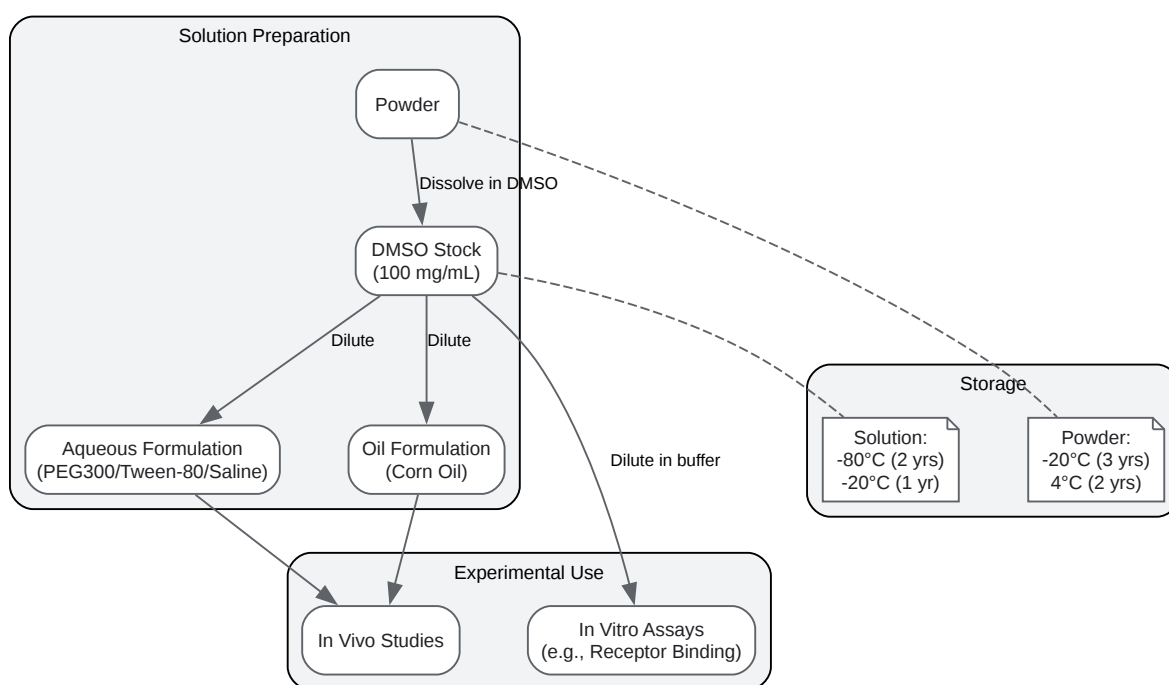 Solution Preparation
Powder
Dissolve in DMSO
DMSO Stock
(100 mg/mL)
Dilute
Dilute
Storage
Aqueous Formulation
(PEG300/Tween-80/Saline)
Oil Formulation
(Corn Oil)
Dilute in buffer
Solution:
-80°C (2 yrs)
-20°C (1 yr)
Powder:
-20°C (3 yrs)
4°C (2 yrs)
Experimental Use
In Vivo Studies
In Vitro Assays
(e.g., Receptor Binding)